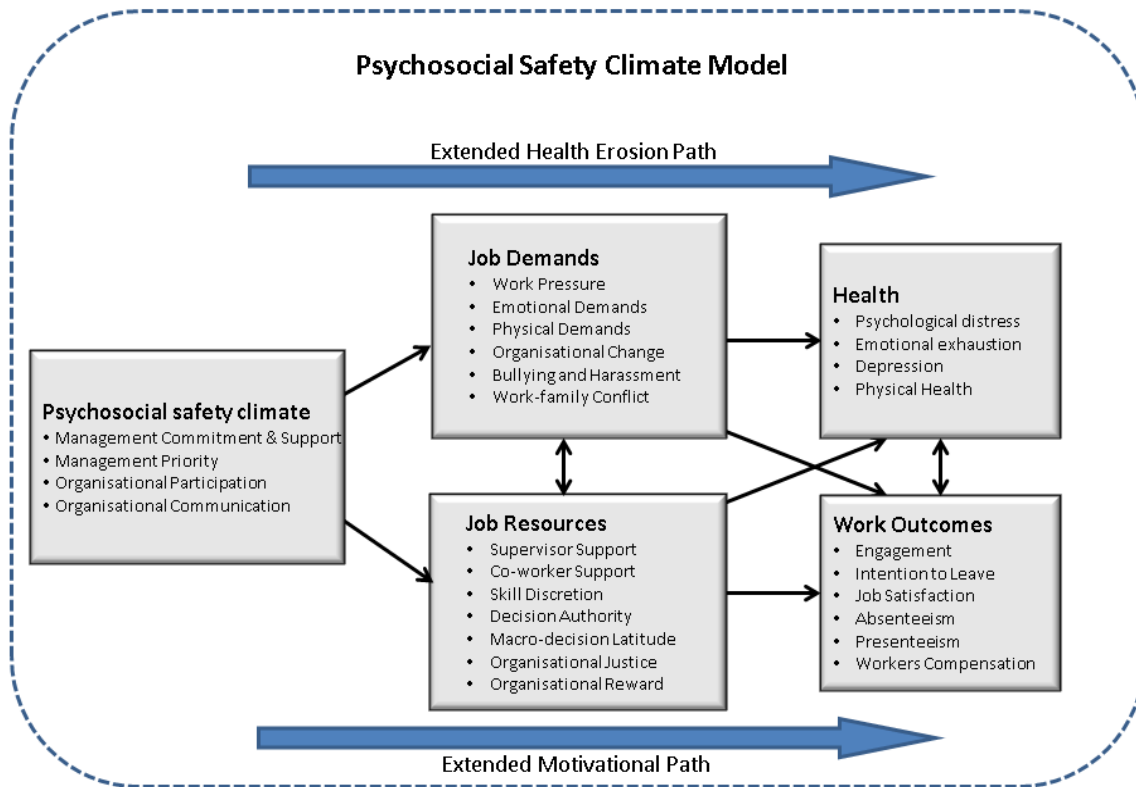 Psychosocial Safety Climate Model
Extended Health Erosion Path
Psychosocial safety climate
• Management Commitment & Support
• Management Priority
• Organisational Participation
• Organisational Communication
Job Demands
• Work Pressure
• Emotional Demands
• Physical Demands
• Organisational Change
• Bullying and Harassment
• Work-family Conflict
Job Resources
• Supervisor Support
• Co-worker Support
• Skill Discretion
• Decision Authority
• Macro-decision Latitude
• Organisational Justice
• Organisational Reward
Health
• Psychological distress
• Emotional exhaustion
• Depression
• Physical Health
Work Outcomes
• Engagement
• Intention to Leave
• Job Satisfaction
• Absenteeism
• Presenteeism
• Workers Compensation
Extended Motivational Path